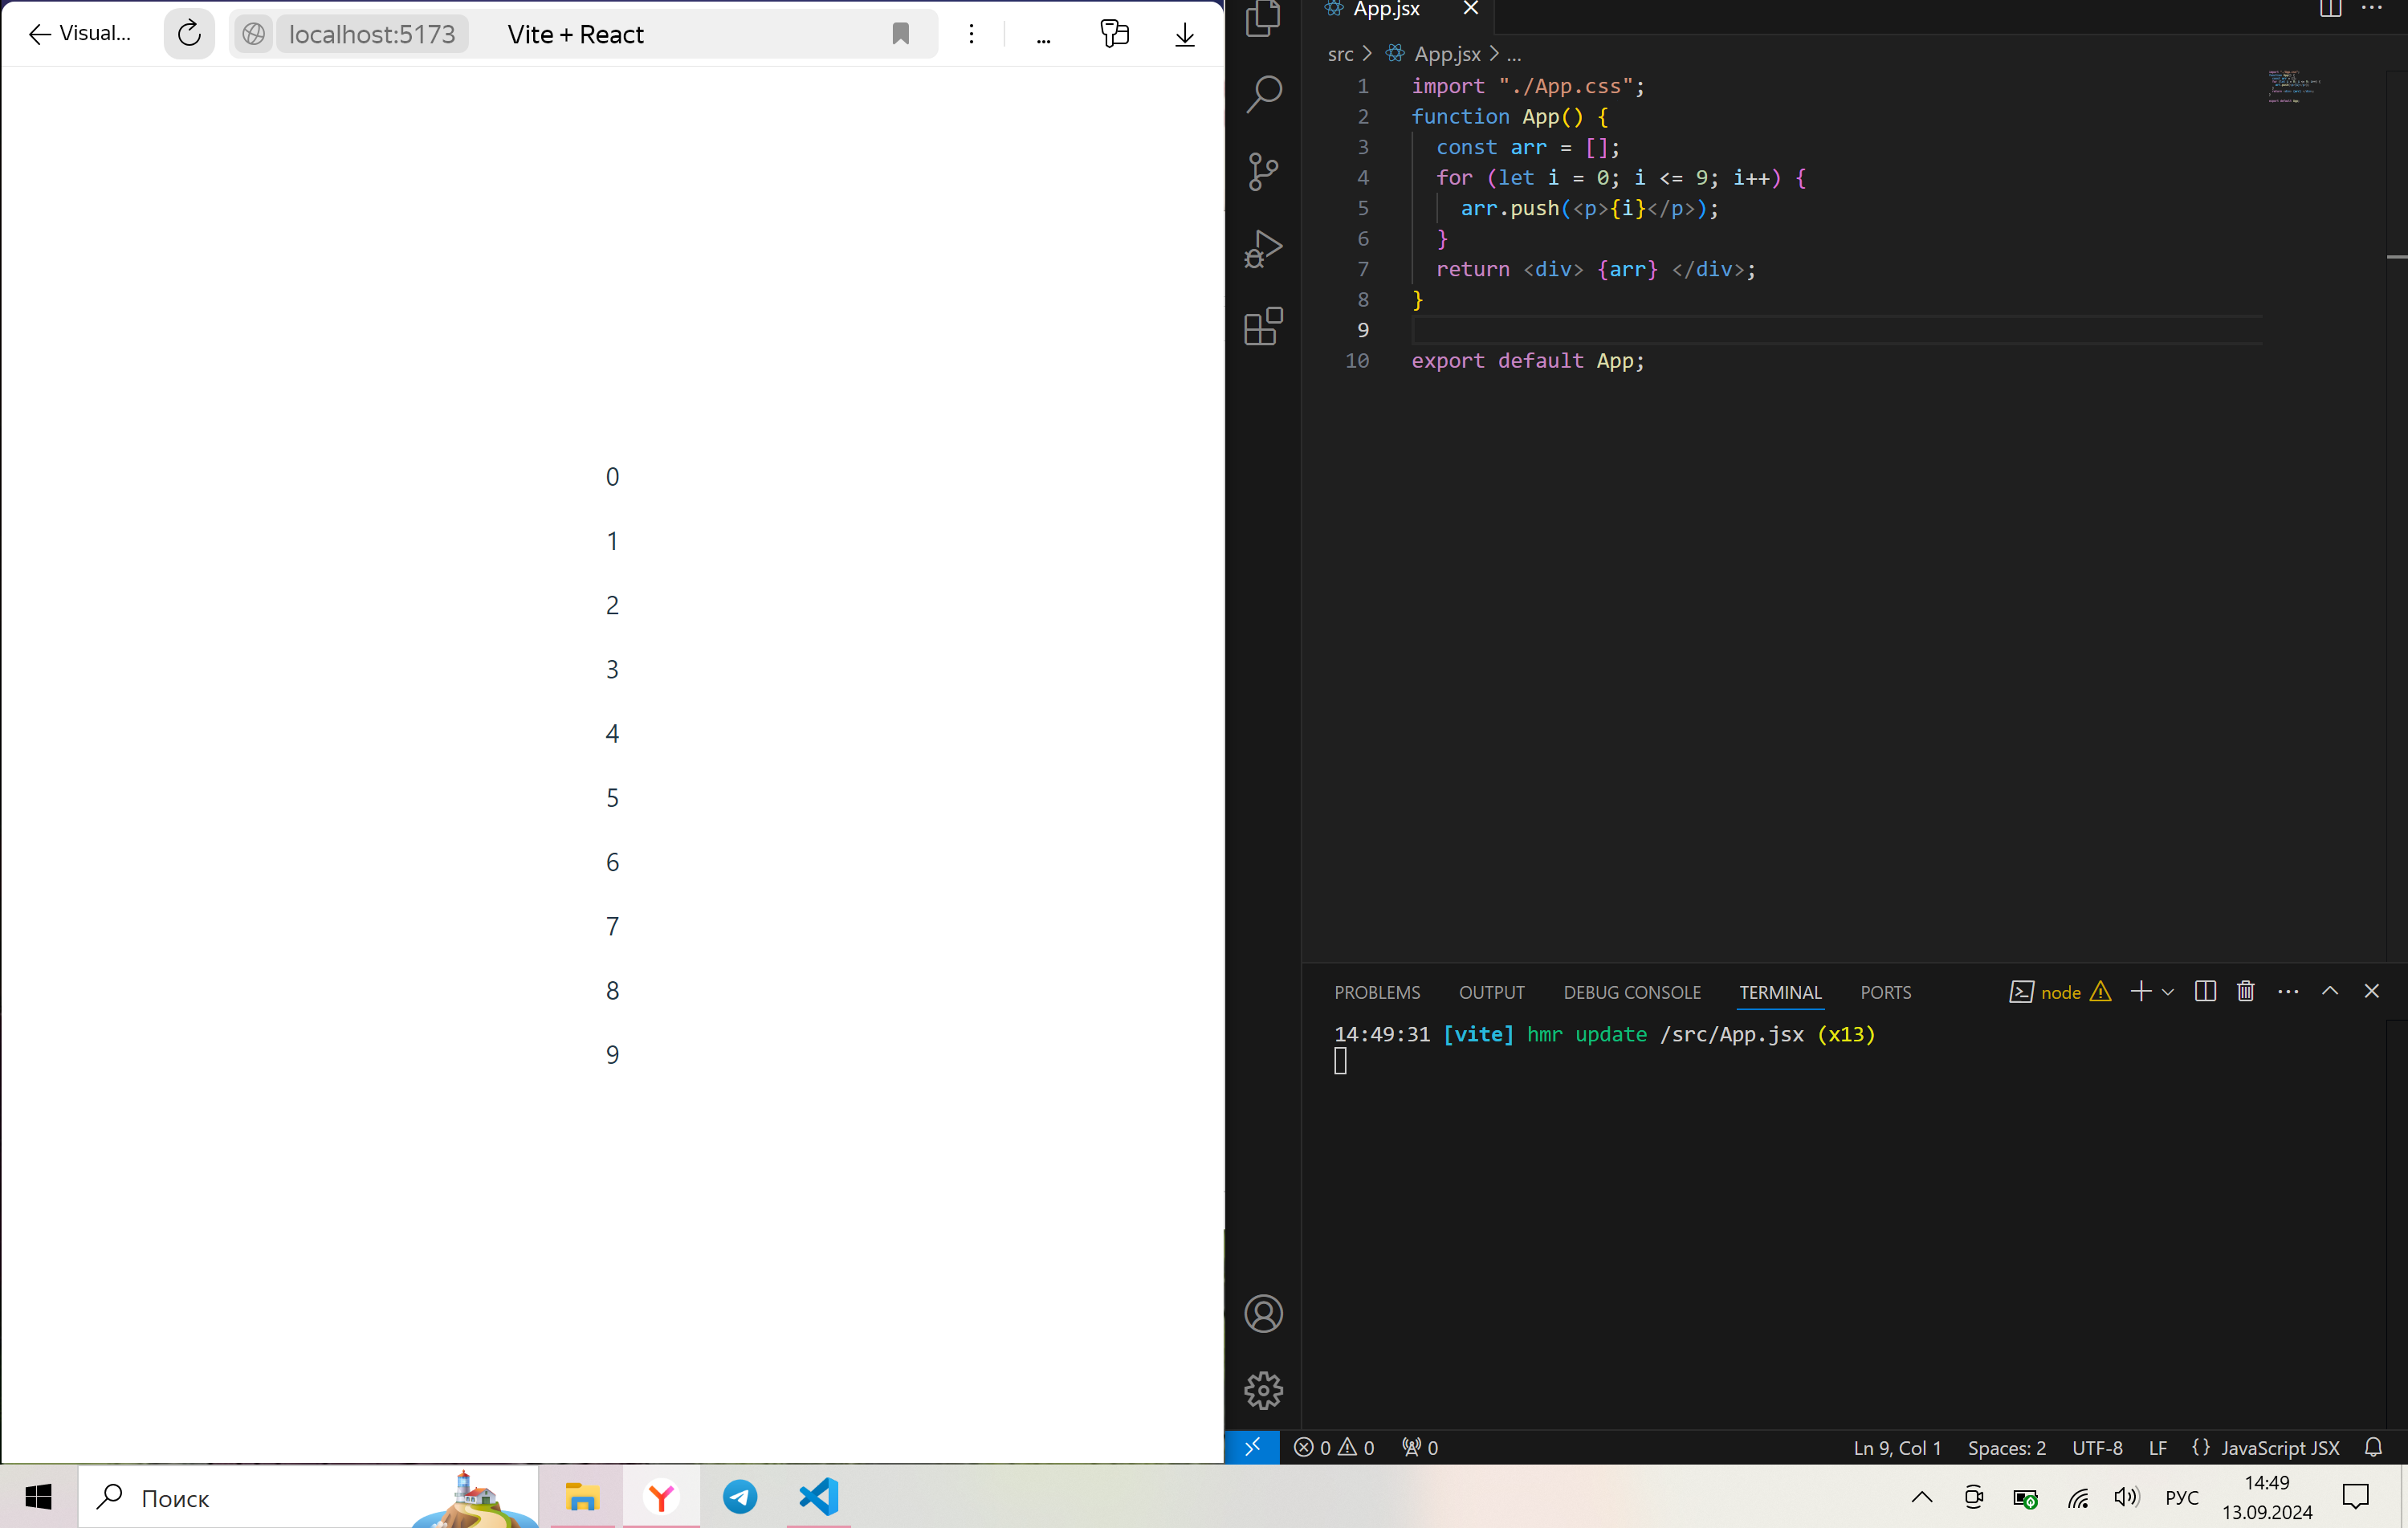 Visual...
localhost:5173
Vite + React
0
1
2
3
4
5
6
7
8
9
App.jsx
src > App.jsx > ...
1 import "./App.css";
2 function App() {
3 const arr = [];
4 for (let i = 0; i <= 9; i++) {
5 arr.push(<p>{i}</p>);
6 }
7 return <div> {arr} </div>;
8 }
9
10 export default App;
PROBLEMS OUTPUT DEBUG CONSOLE TERMINAL PORTS node
14:49:31 [vite] hmr update /src/App.jsx (x13)
0 0 0 Ln 9, Col 1 Spaces: 2 UTF-8 LF {} JavaScript JSX
Поиск
РУС
14:49
13.09.2024